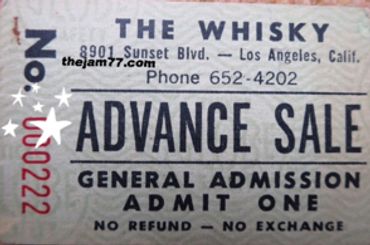 THE WHISKY
8901 Sunset Blvd. — Los Angeles, Calif.
thejam77.com
Phone 652-4202
No. 000222
ADVANCE SALE
GENERAL ADMISSION
ADMIT ONE
NO REFUND — NO EXCHANGE